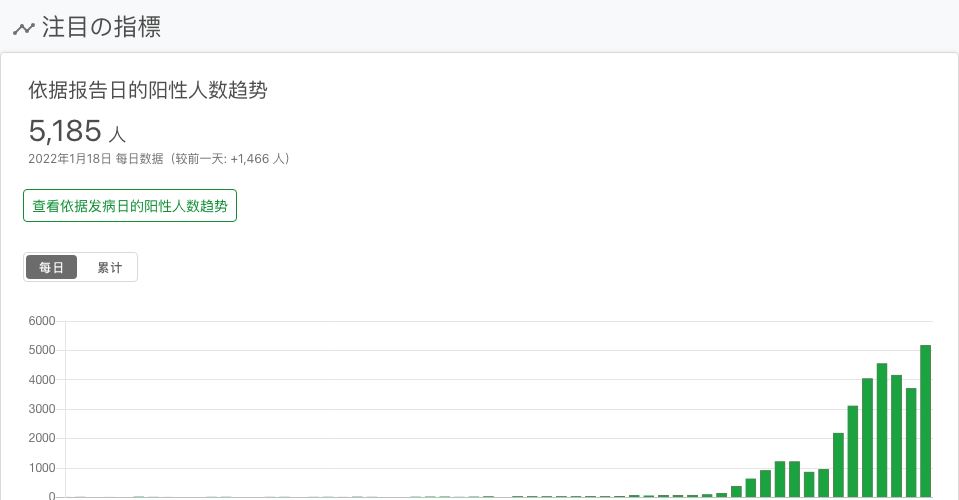 注目の指標
依据报告日的阳性人数趋势
5,185 人
2022年1月18日 每日数据（较前一天: +1,466 人）
查看依据发病日的阳性人数趋势
每日 累计
6000
5000
4000
3000
2000
1000
0